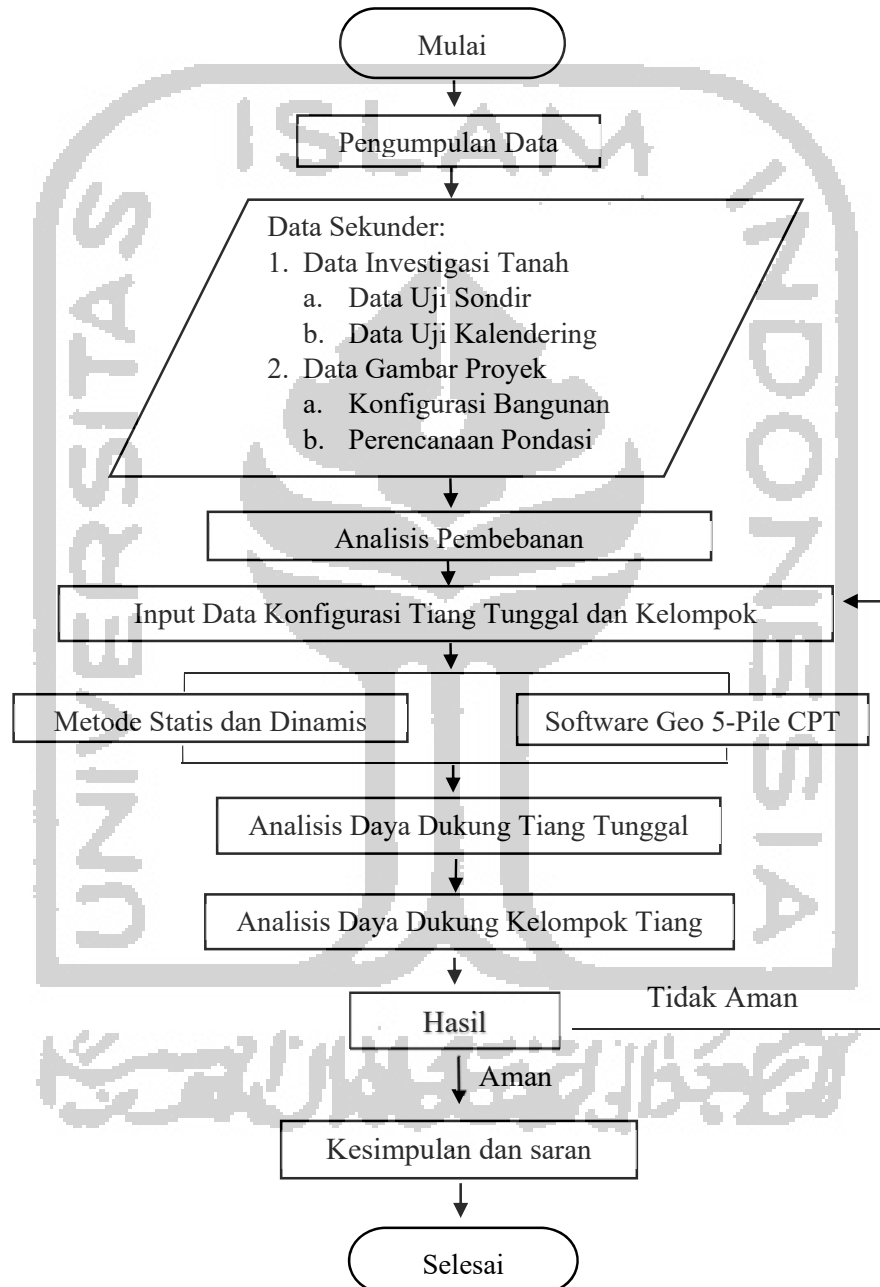 Mulai
Pengumpulan Data
Data Sekunder:
1. Data Investigasi Tanah
a. Data Uji Sondir
b. Data Uji Kalendering
2. Data Gambar Proyek
a. Konfigurasi Bangunan
b. Perencanaan Pondasi
Analisis Pembebanan
Input Data Konfigurasi Tiang Tunggal dan Kelompok
Metode Statis dan Dinamis
Software Geo 5-Pile CPT
Analisis Daya Dukung Tiang Tunggal
Analisis Daya Dukung Kelompok Tiang
Hasil
Tidak Aman
Aman
Kesimpulan dan saran
Selesai
UNIVERSITAS
ISLAM
INDONESIA